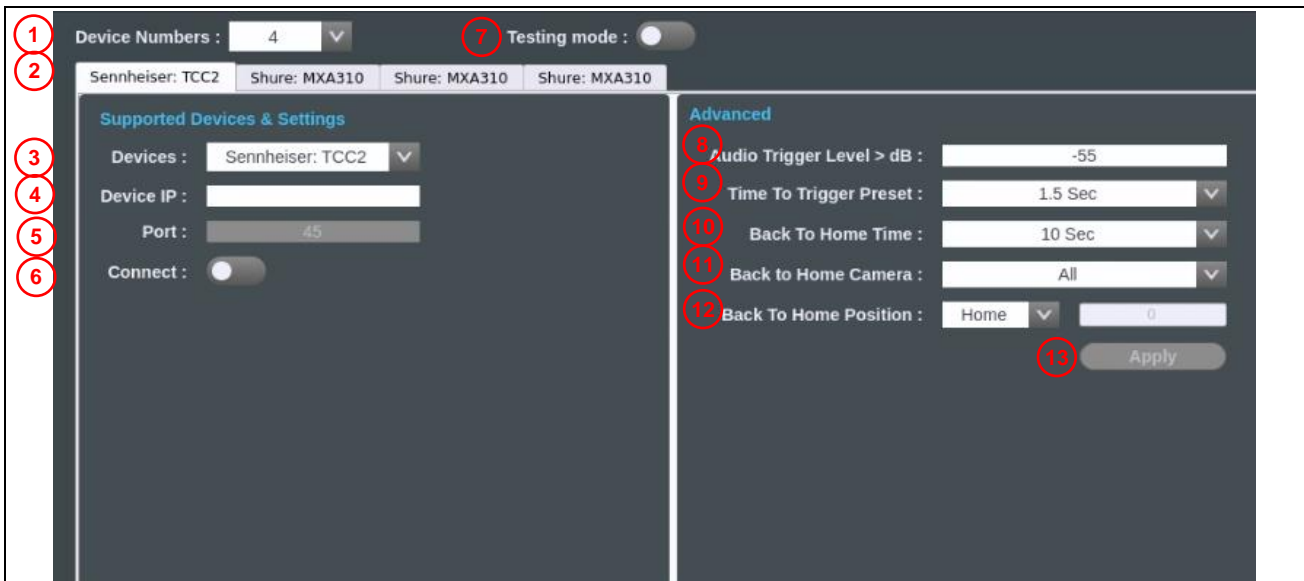 1 Device Numbers : 4 7 Testing mode :
2 Sennheiser: TCC2 Shure: MXA310 Shure: MXA310 Shure: MXA310
Supported Devices & Settings
3 Devices : Sennheiser: TCC2
4 Device IP :
5 Port : 45
6 Connect :
Advanced
8 Audio Trigger Level > dB : -55
9 Time To Trigger Preset : 1.5 Sec
10 Back To Home Time : 10 Sec
11 Back to Home Camera : All
12 Back To Home Position : Home 0
13 Apply